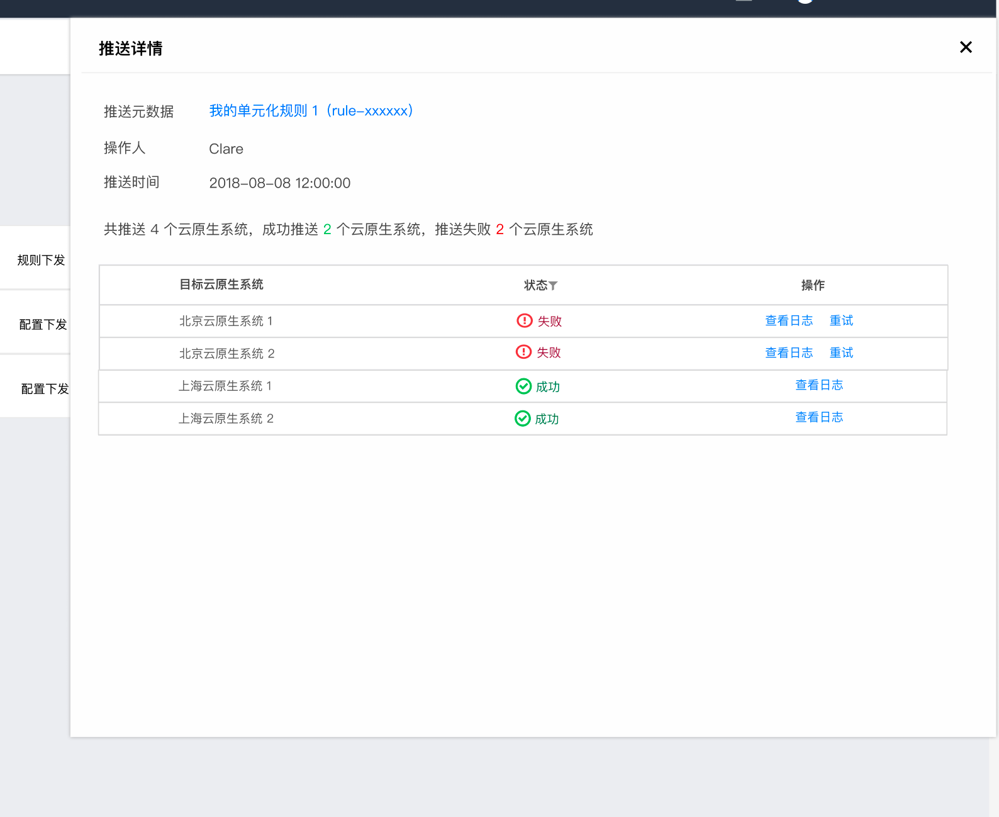 推送详情
推送元数据 我的单元化规则 1（rule-xxxxxx）
操作人 Clare
推送时间 2018-08-08 12:00:00
共推送 4 个云原生系统，成功推送 2 个云原生系统，推送失败 2 个云原生系统
规则下发
配置下发
配置下发
目标云原生系统 状态 操作
北京云原生系统 1 失败 查看日志 重试
北京云原生系统 2 失败 查看日志 重试
上海云原生系统 1 成功 查看日志
上海云原生系统 2 成功 查看日志